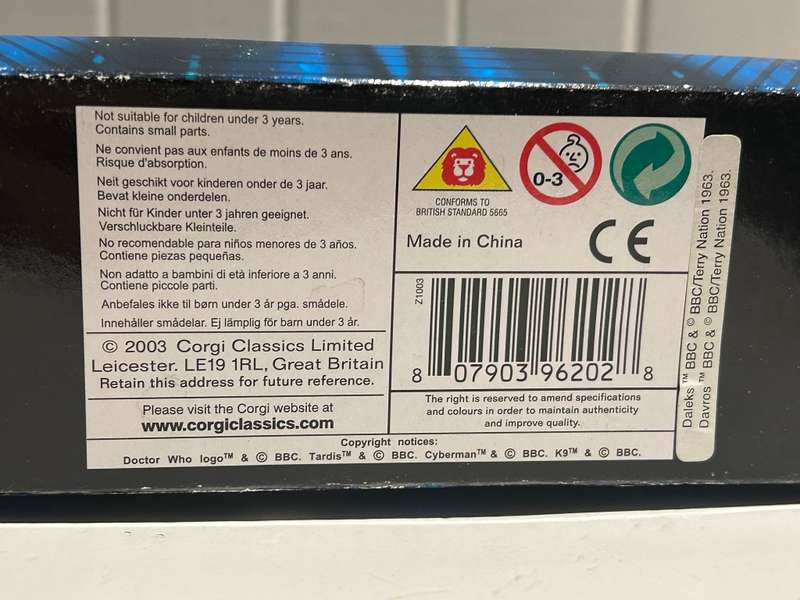 Not suitable for children under 3 years.
Contains small parts.
Ne convient pas aux enfants de moins de 3 ans.
Risque d'absorption.
Neit geschikt voor kinderen onder de 3 jaar.
Bevat kleine onderdelen.
Nicht für Kinder unter 3 jahren geeignet.
Verschluckbare Kleinteile.
No recomendable para niños menores de 3 años.
Contiene piezas pequeñas.
Non adatto a bambini di età inferiore a 3 anni.
Contiene piccole parti.
Anbefales ikke til børn under 3 år pga. smådele.
Innehåller smådelar. Ej lämplig för barn under 3 år.
© 2003 Corgi Classics Limited
Leicester. LE19 1RL, Great Britain
Retain this address for future reference.
Please visit the Corgi website at
www.corgiclassics.com
CONFORMS TO
BRITISH STANDARD 5665
0-3
Made in China
CE
Z1003
8 07903 96202 8
The right is reserved to amend specifications
and colours in order to maintain authenticity
and improve quality.
Copyright notices:
Doctor Who logo™ & © BBC. Tardis™ & © BBC. Cyberman™ & © BBC. K9™ & © BBC.
Daleks ™ BBC & © BBC/Terry Nation 1963.
Davros ™ BBC & © BBC/Terry Nation 1963.